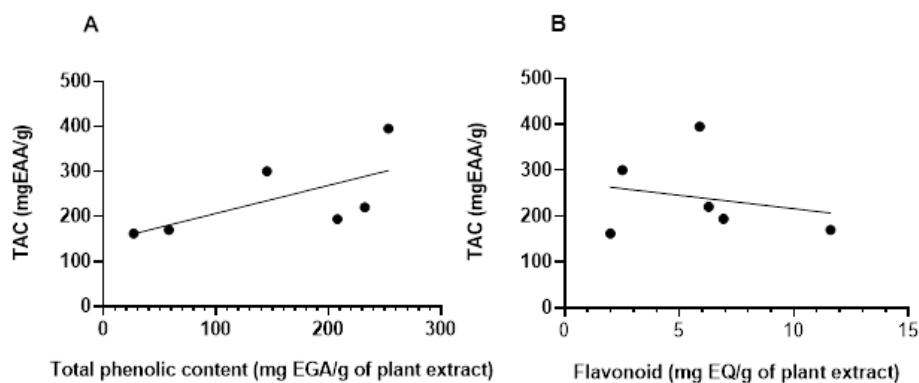 A
500
400
300
200
100
0
TAC (mgEAA/g)
0 100 200 300
Total phenolic content (mg EGA/g of plant extract)
B
500
400
300
200
100
0
TAC (mgEAA/g)
0 5 10 15
Flavonoid (mg EQ/g of plant extract)